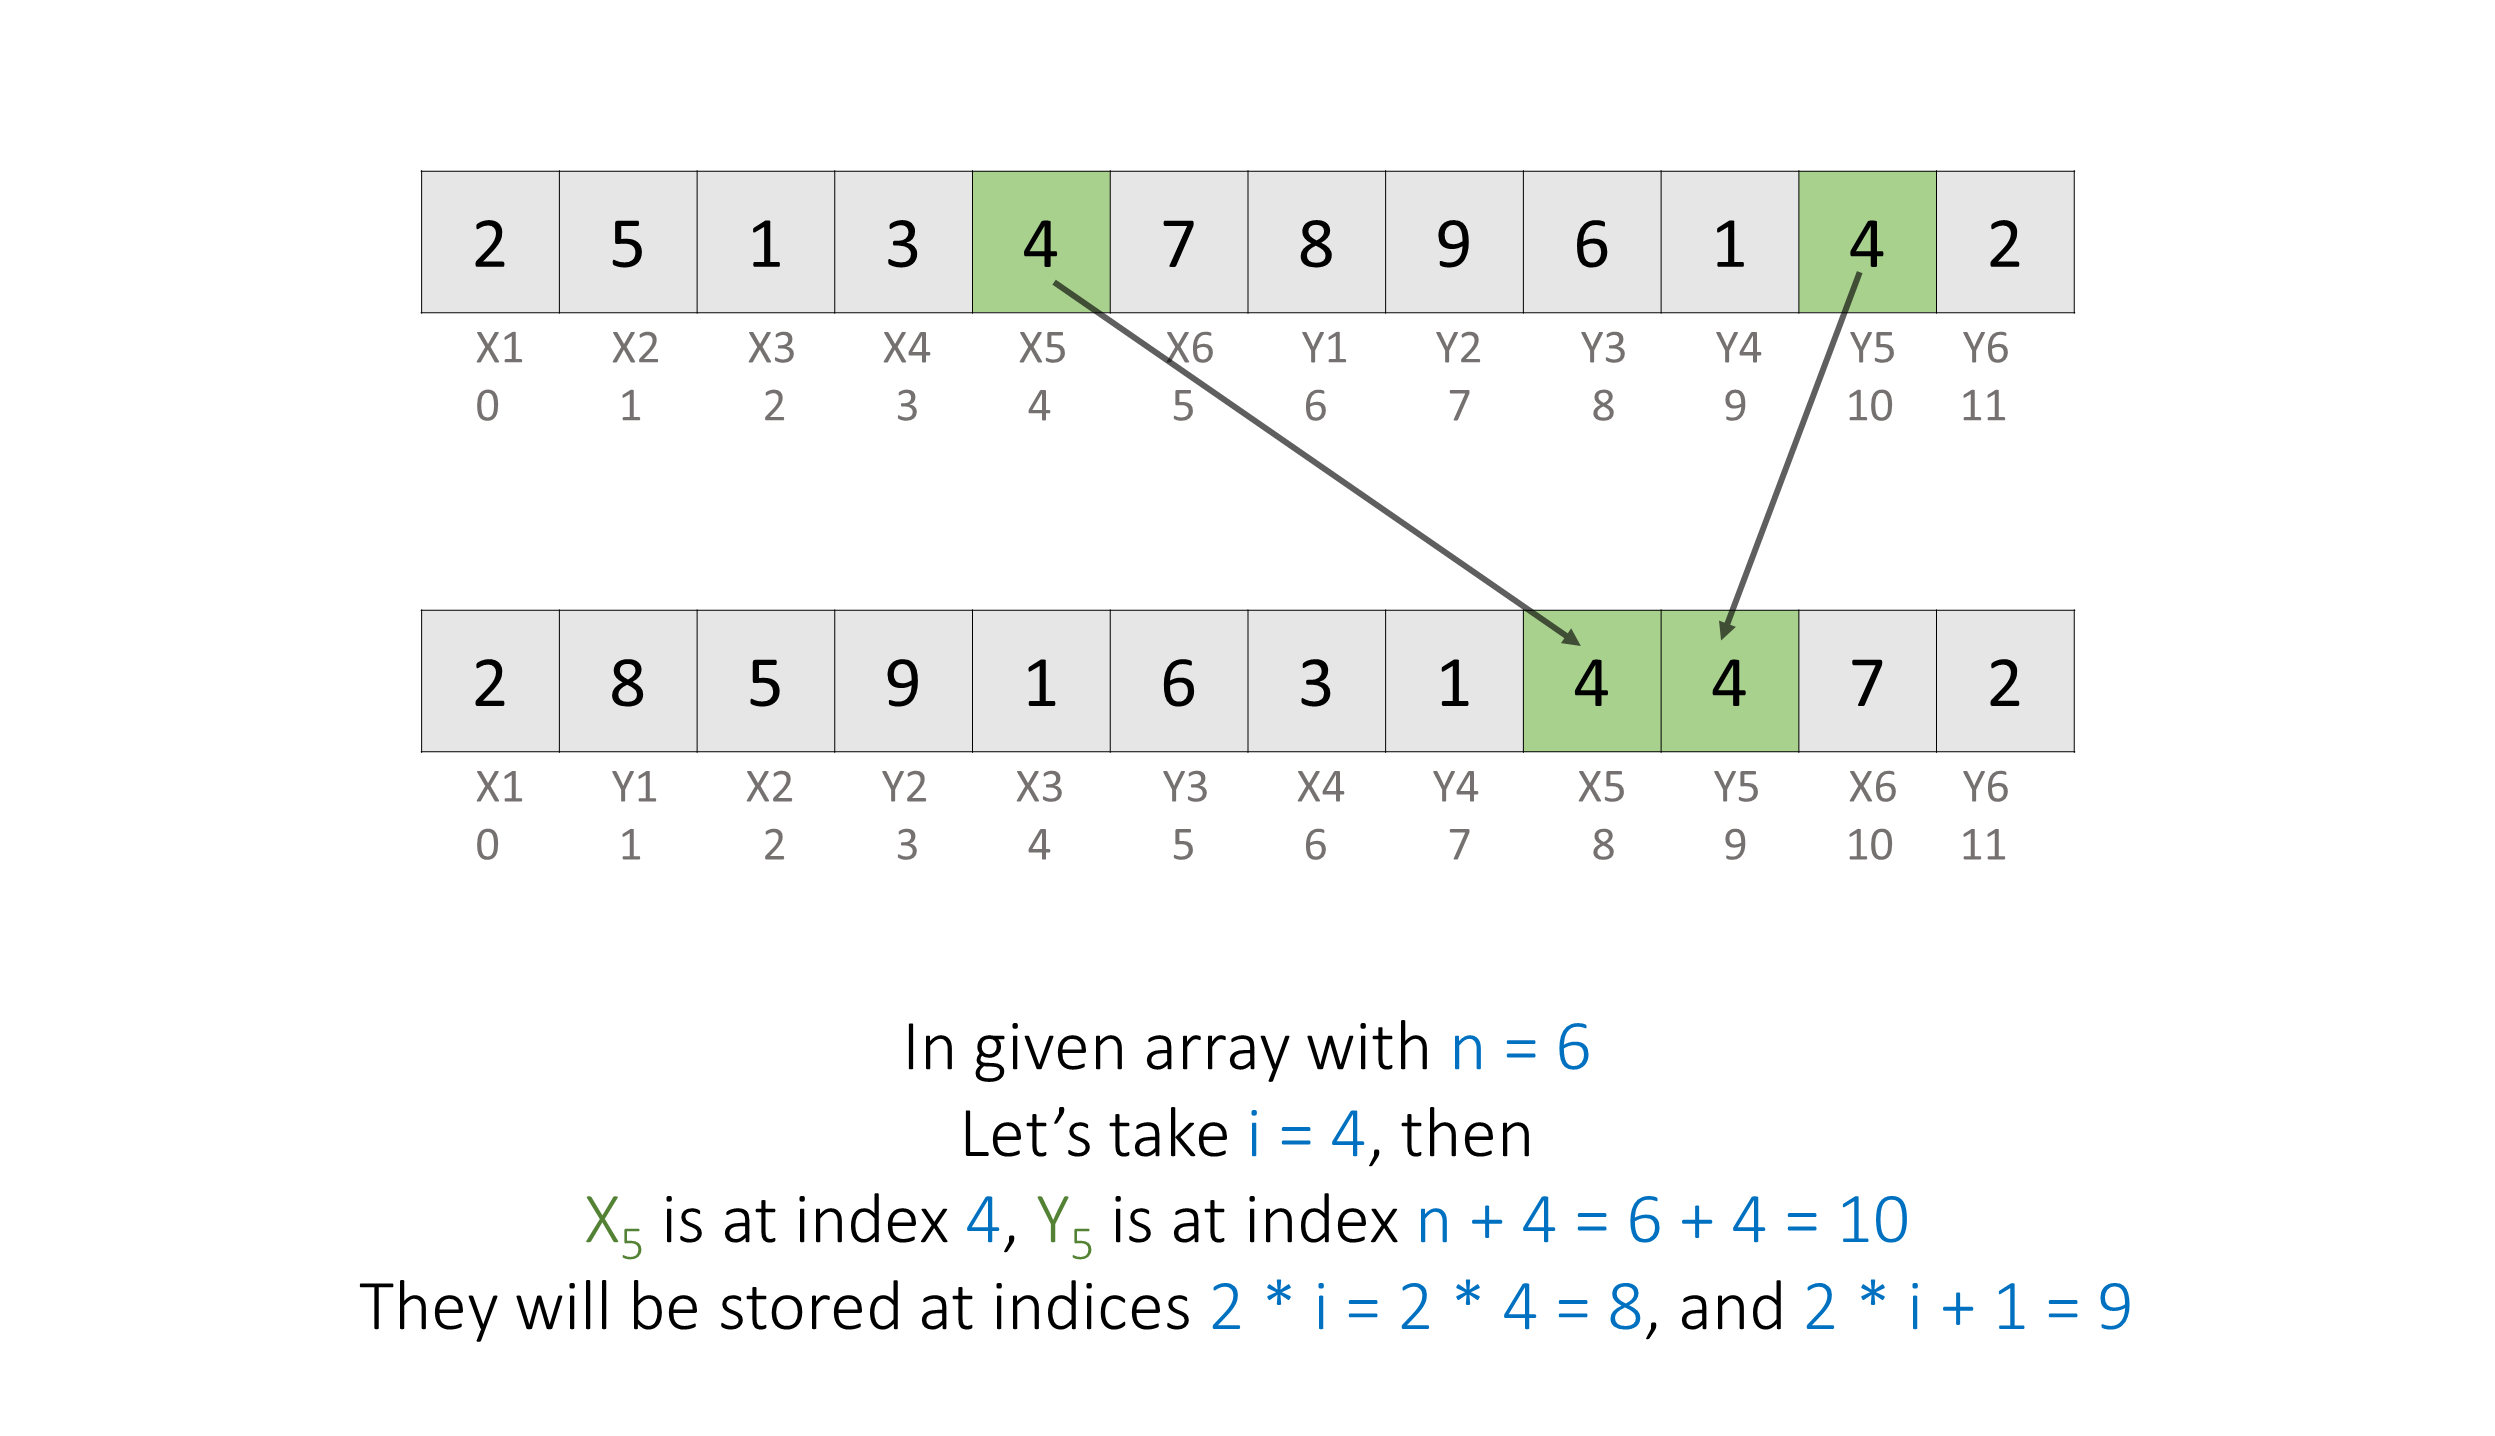 2 5 1 3 4 7 8 9 6 1 4 2
X1 X2 X3 X4 X5 X6 Y1 Y2 Y3 Y4 Y5 Y6
0 1 2 3 4 5 6 7 8 9 10 11
2 8 5 9 1 6 3 1 4 4 7 2
X1 Y1 X2 Y2 X3 Y3 X4 Y4 X5 Y5 X6 Y6
0 1 2 3 4 5 6 7 8 9 10 11
In given array with n = 6
Let’s take i = 4, then
X5 is at index 4, Y5 is at index n + 4 = 6 + 4 = 10
They will be stored at indices 2 * i = 2 * 4 = 8, and 2 * i + 1 = 9